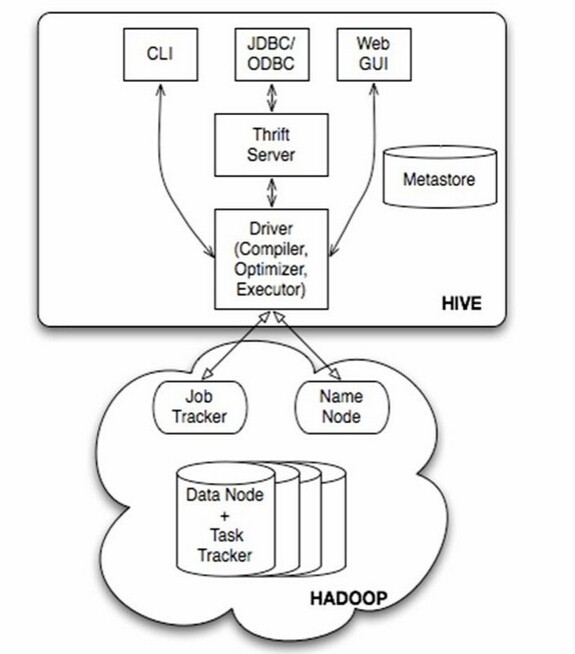 CLI
JDBC/
ODBC
Web
GUI
Thrift
Server
Metastore
Driver
(Compiler,
Optimizer,
Executor)
HIVE
Job
Tracker
Name
Node
Data Node
+
Task
Tracker
HADOOP